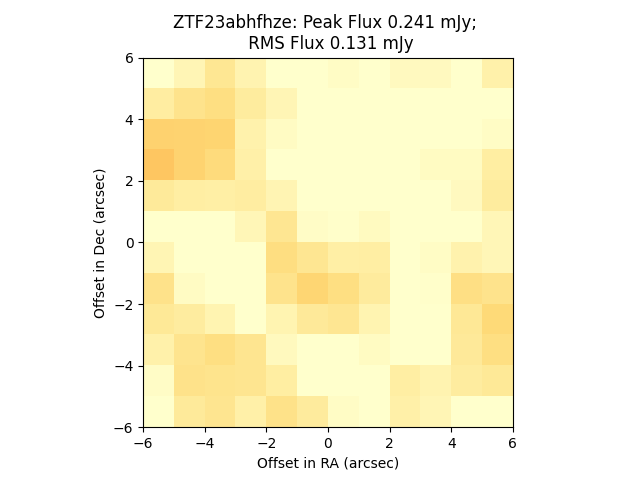 ZTF23abhfhze: Peak Flux 0.241 mJy;
RMS Flux 0.131 mJy
6
4
2
0
−2
−4
−6
Offset in Dec (arcsec)
−6 −4 −2 0 2 4 6
Offset in RA (arcsec)